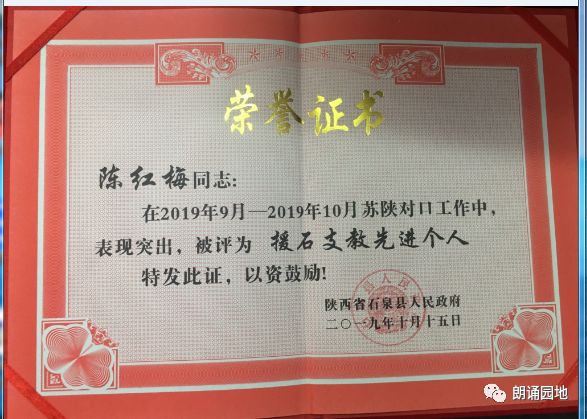 荣誉证书
陈红梅同志:
在2019年9月—2019年10月苏陕对口工作中,
表现突出, 被评为 援石支教先进个人
特发此证, 以资鼓励!
陕西省石泉县人民政府
二〇一九年十月十五日
朗诵园地